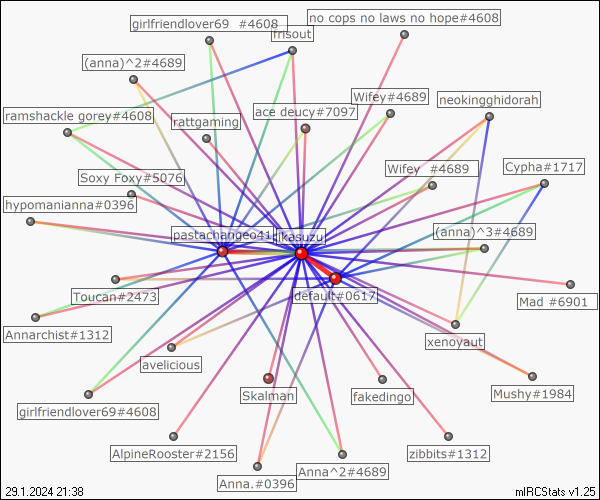 no cops no laws no hope#4608
girlfriendlover69 #4608
frisout
(anna)^2#4689
Wifey#4689
neokingghidorah
ace deucy#7097
ramshackle gorey#4608
rattgaming
Wifey #4689
Cypha#1717
Soxy Foxy#5076
hypomanianna#0396
(anna)^3#4689
pastachangeo41
kasuzu
Toucan#2473
default#0617
Mad #6901
Annarchist#1312
xenoyaut
avelicious
Skalman
fakedingo
Mushy#1984
girlfriendlover69#4608
AlpineRooster#2156
zibbits#1312
Anna^2#4689
Anna.#0396
29.1.2024 21:38
mIRCStats v1.25